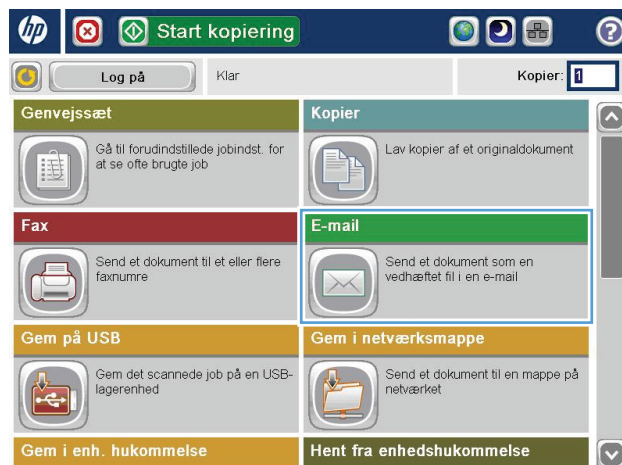 hp
Start kopiering
?
Log på
Klar
Kopier: 1
Genvejssæt
Gå til forudindstillede jobindst. for
at se ofte brugte job
Kopier
Lav kopier af et originaldokument
Fax
Send et dokument til et eller flere
faxnumre
E-mail
Send et dokument som en
vedhæftet fil i en e-mail
Gem på USB
Gem det scannede job på en USB-
lagerenhed
Gem i netværksmappe
Send et dokument til en mappe på
netværket
Gem i enh. hukommelse
Hent fra enhedshukommelse